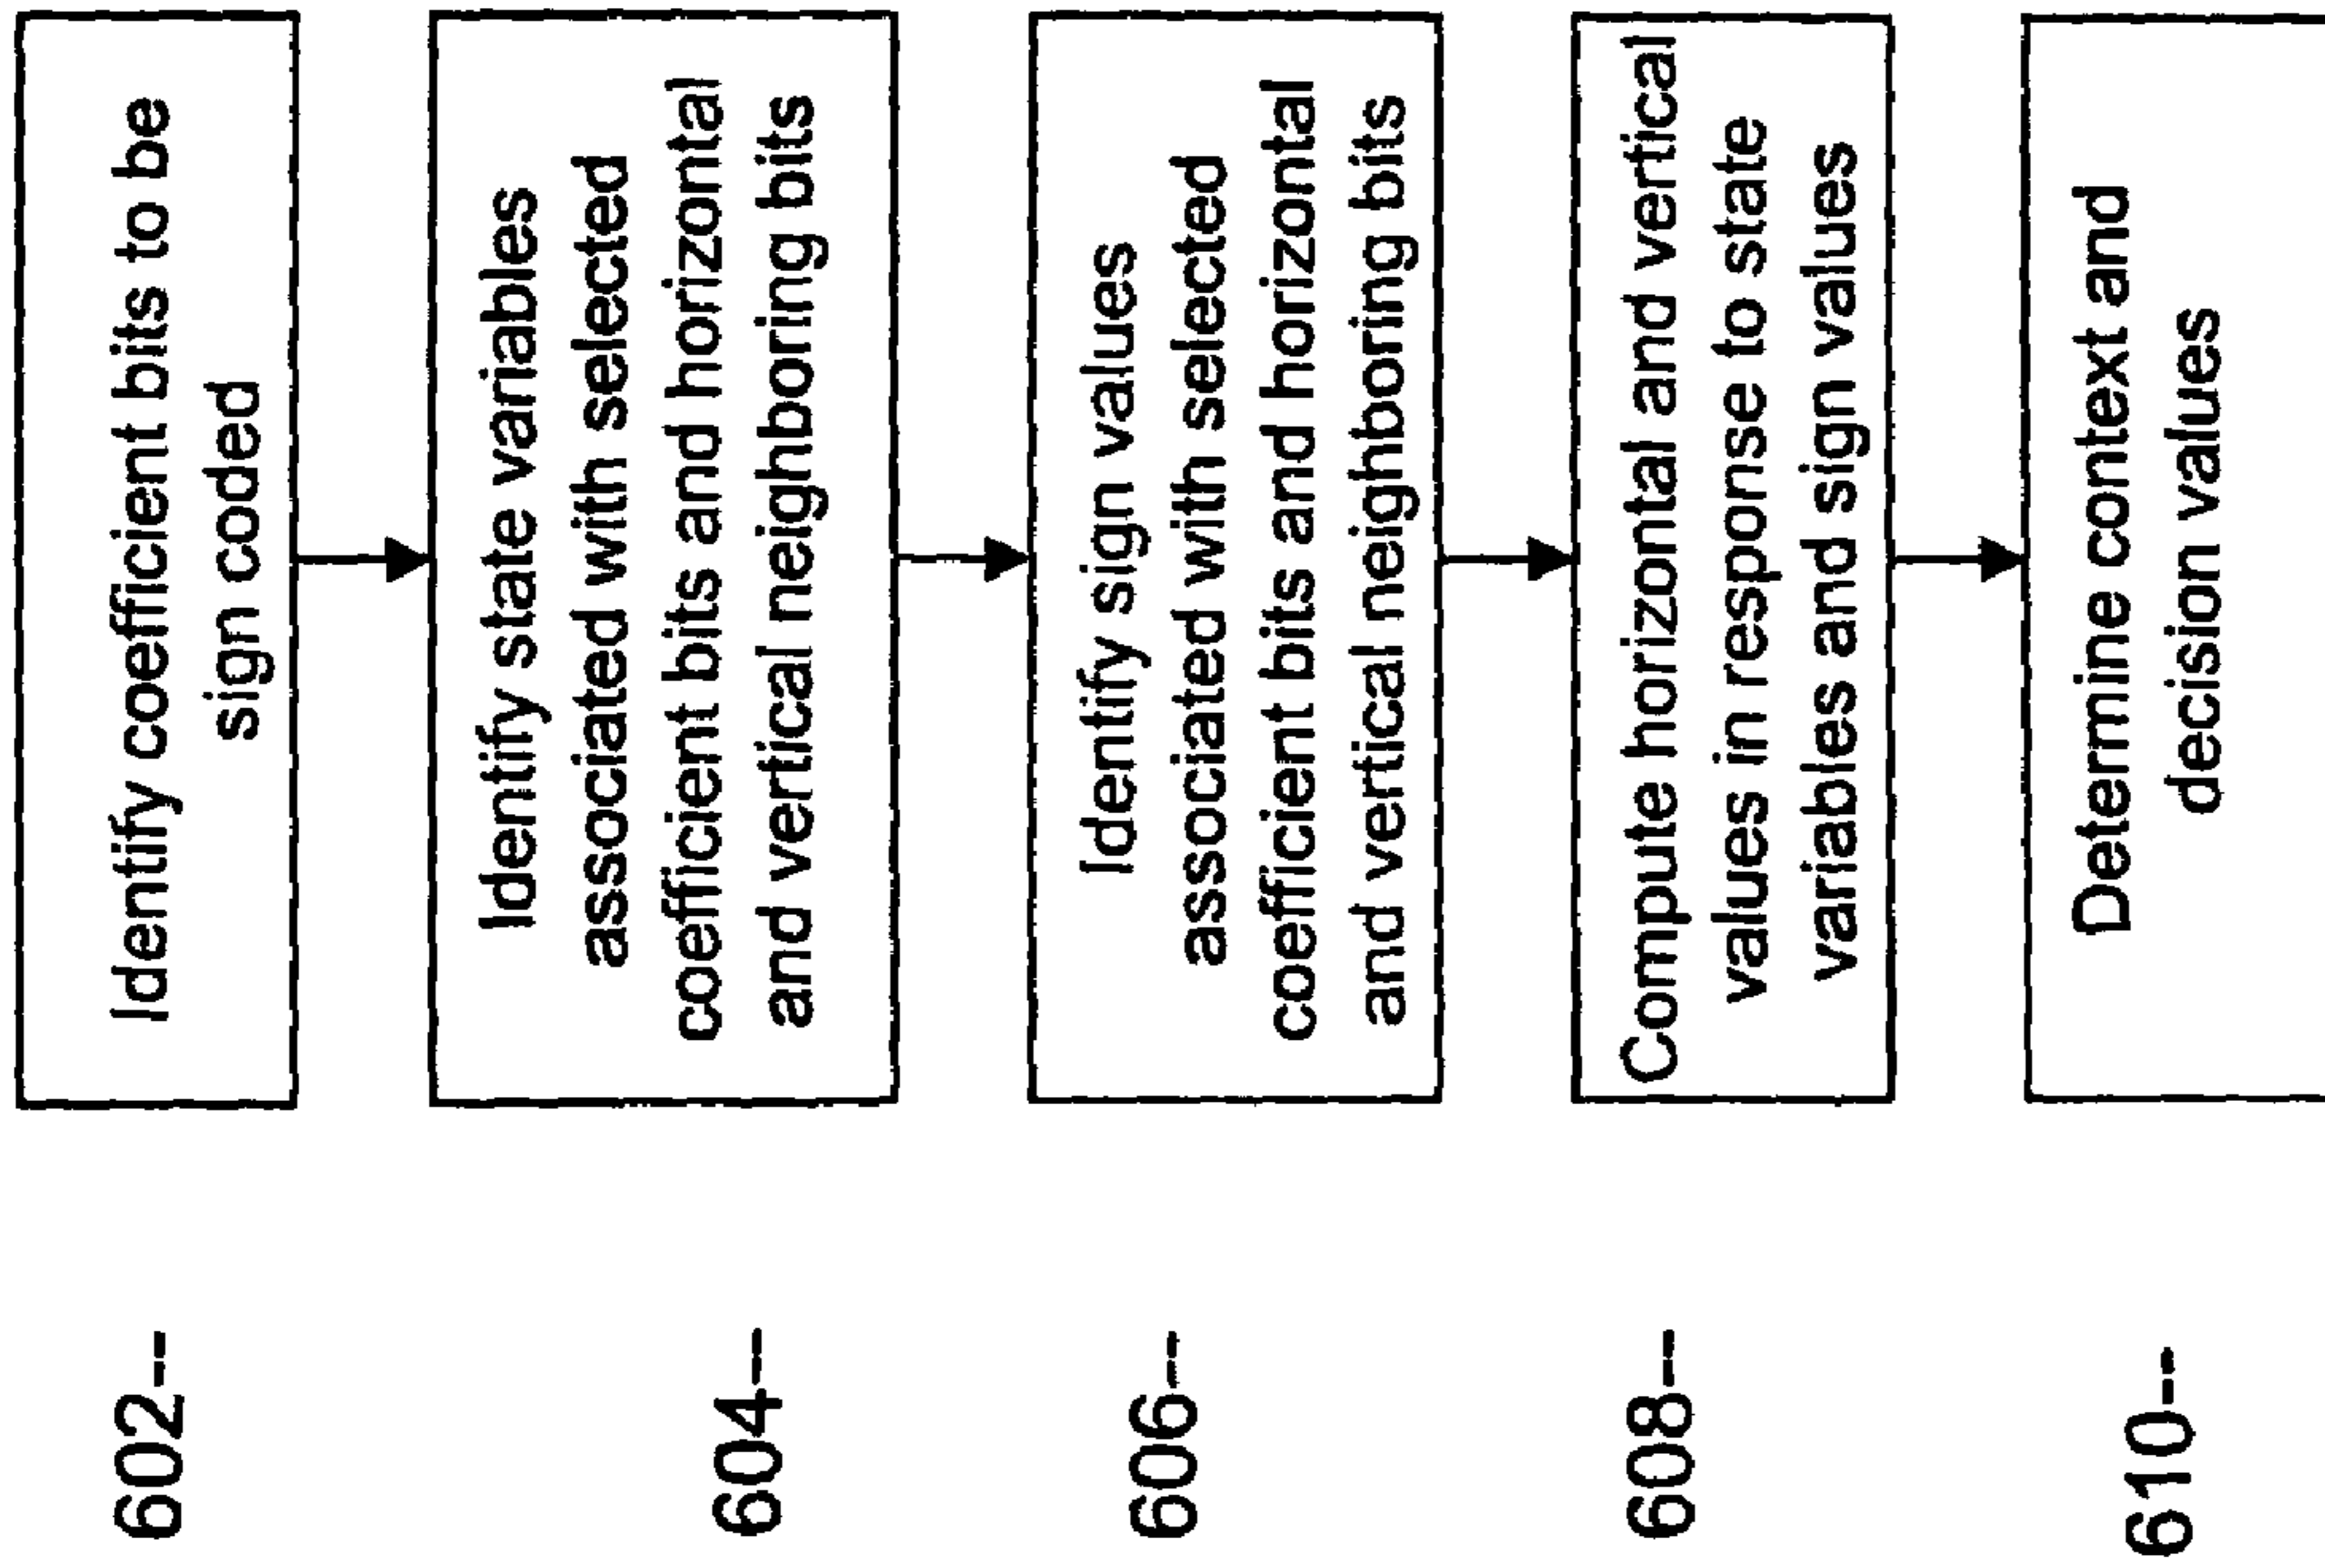 602--
Identify coefficient bits to be
sign coded
604--
Identify state variables
associated with selected
coefficient bits and horizontal
and vertical neighboring bits
606--
Identify sign values
associated with selected
coefficient bits and horizontal
and vertical neighboring bits
608--
Compute horizontal and vertical
values in response to state
variables and sign values
610--
Determine context and
decision values